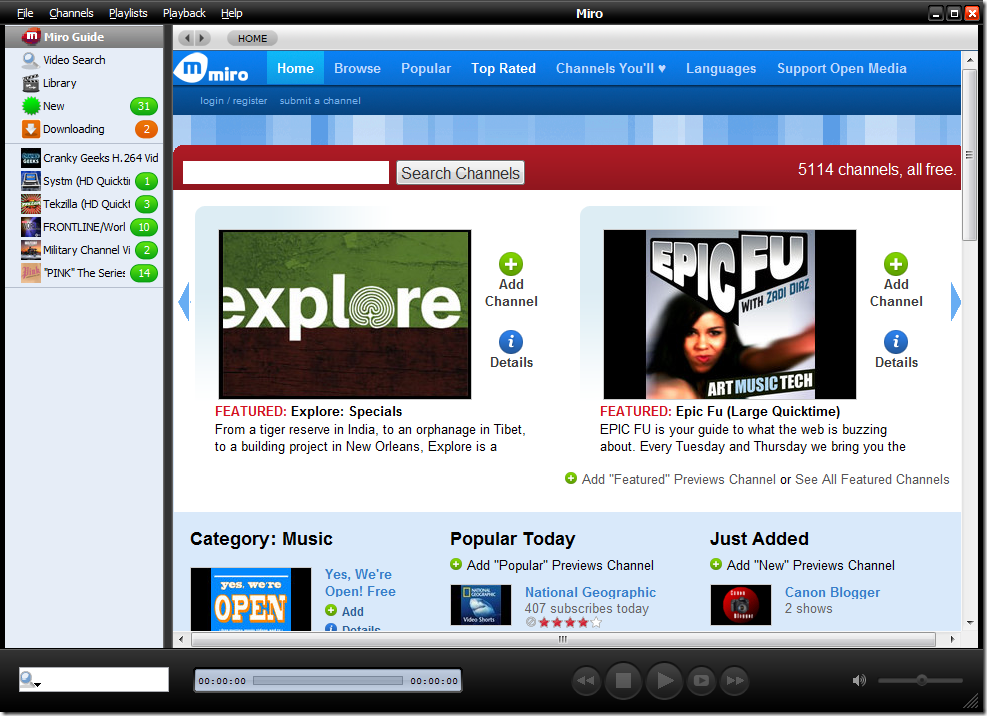 File Channels Playlists Playback Help
Miro
Miro Guide
Video Search
Library
New 31
Downloading 2
Cranky Geeks H.264 Vid
Systm (HD Quickti 1
Tekzilla (HD Quickt 3
FRONTLINE/Worl 10
Military Channel Vi 2
"PINK" The Series 14
HOME
miro
Home Browse Popular Top Rated Channels You'll ♥ Languages Support Open Media
login / register submit a channel
Search Channels
5114 channels, all free.
explore
Add
Channel
Details
FEATURED: Explore: Specials
From a tiger reserve in India, to an orphanage in Tibet,
to a building project in New Orleans, Explore is a
EPIC FU
WITH ZADI DIAZ
ART MUSIC TECH
Add
Channel
Details
FEATURED: Epic Fu (Large Quicktime)
EPIC FU is your guide to what the web is buzzing
about. Every Tuesday and Thursday we bring you the
Add "Featured" Previews Channel or See All Featured Channels
Category: Music
yes, we're
OPEN
Yes, We're
Open! Free
Add
Details
Popular Today
Add "Popular" Previews Channel
NATIONAL
GEOGRAPHIC
Video Shorts
National Geographic
407 subscribes today
Just Added
Add "New" Previews Channel
Canon
Blogger
Canon Blogger
2 shows
00:00:00 00:00:00